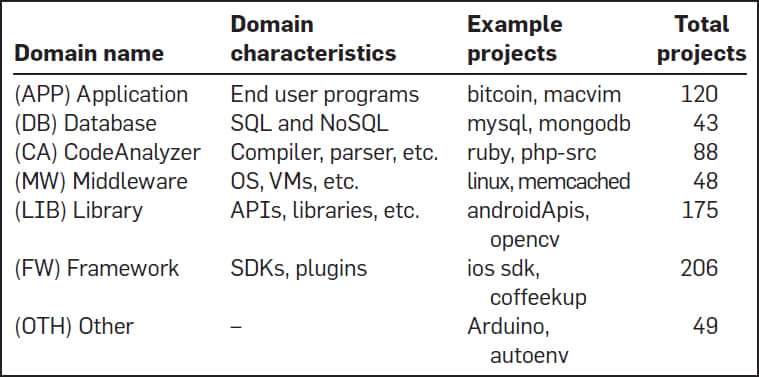 Domain name Domain characteristics Example projects Total projects
(APP) Application End user programs bitcoin, macvim 120
(DB) Database SQL and NoSQL mysql, mongodb 43
(CA) CodeAnalyzer Compiler, parser, etc. ruby, php-src 88
(MW) Middleware OS, VMs, etc. linux, memcached 48
(LIB) Library APIs, libraries, etc. androidApis, 175
opencv
(FW) Framework SDKs, plugins ios sdk, 206
coffeekup
(OTH) Other – Arduino, 49
autoenv